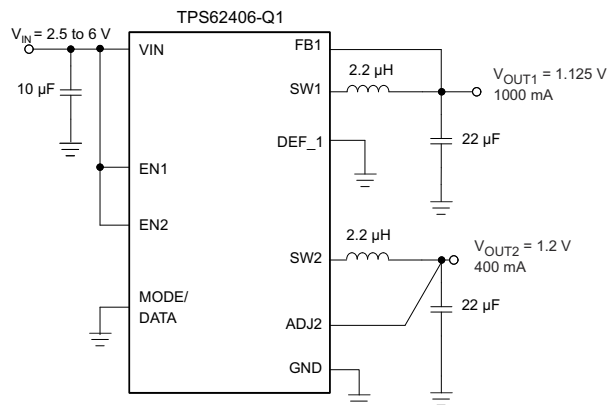 TPS62406-Q1
VIN = 2.5 to 6 V
VIN
FB1
10 µF
2.2 µH
SW1
VOUT1 = 1.125 V
1000 mA
DEF_1
22 µF
EN1
EN2
2.2 µH
SW2
VOUT2 = 1.2 V
400 mA
MODE/
DATA
ADJ2
22 µF
GND